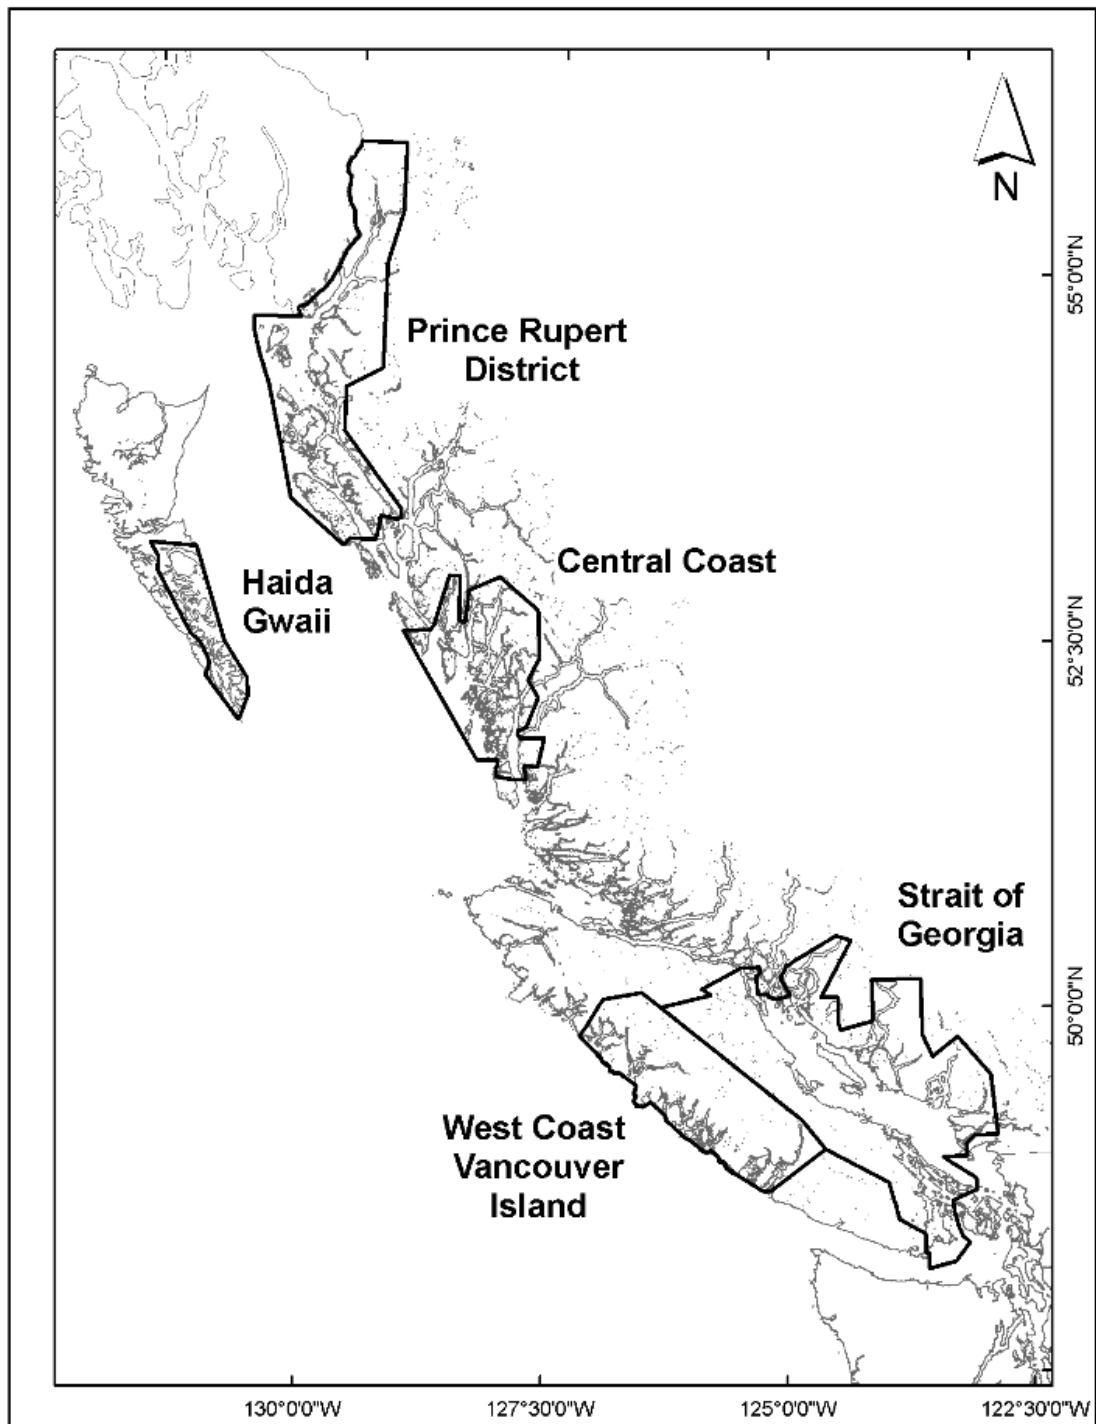 N
55°0'0"N
Prince Rupert
District
Central Coast
Haida
Gwaii
52°30'0"N
Strait of
Georgia
50°0'0"N
West Coast
Vancouver
Island
130°0'0"W
127°30'0"W
125°0'0"W
122°30'0"W